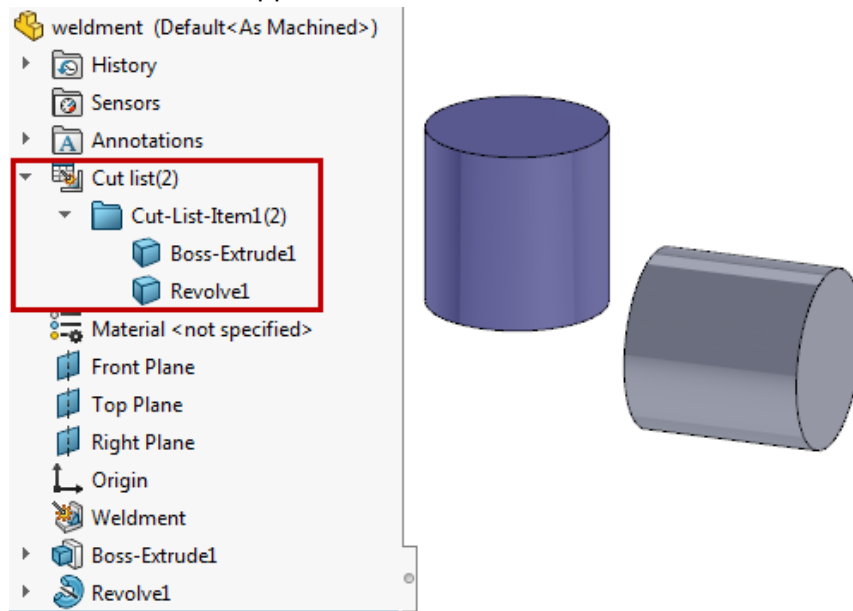 weldment (Default<As Machined>)
History
Sensors
Annotations
Cut list(2)
Cut-List-Item1(2)
Boss-Extrude1
Revolve1
Material <not specified>
Front Plane
Top Plane
Right Plane
Origin
Weldment
Boss-Extrude1
Revolve1